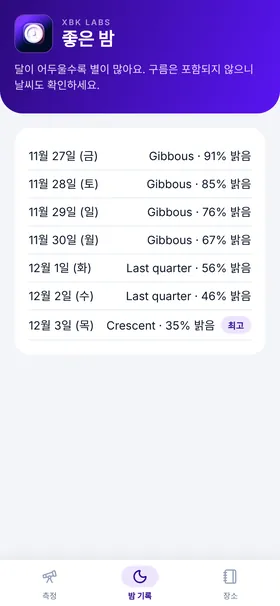 XBK LABS
좋은 밤
달이 어두울수록 별이 많아요. 구름은 포함되지 않으니
날씨도 확인하세요.
11월 27일 (금) Gibbous · 91% 밝음
11월 28일 (토) Gibbous · 85% 밝음
11월 29일 (일) Gibbous · 76% 밝음
11월 30일 (월) Gibbous · 67% 밝음
12월 1일 (화) Last quarter · 56% 밝음
12월 2일 (수) Last quarter · 46% 밝음
12월 3일 (목) Crescent · 35% 밝음 최고
측정 밤 기록 장소